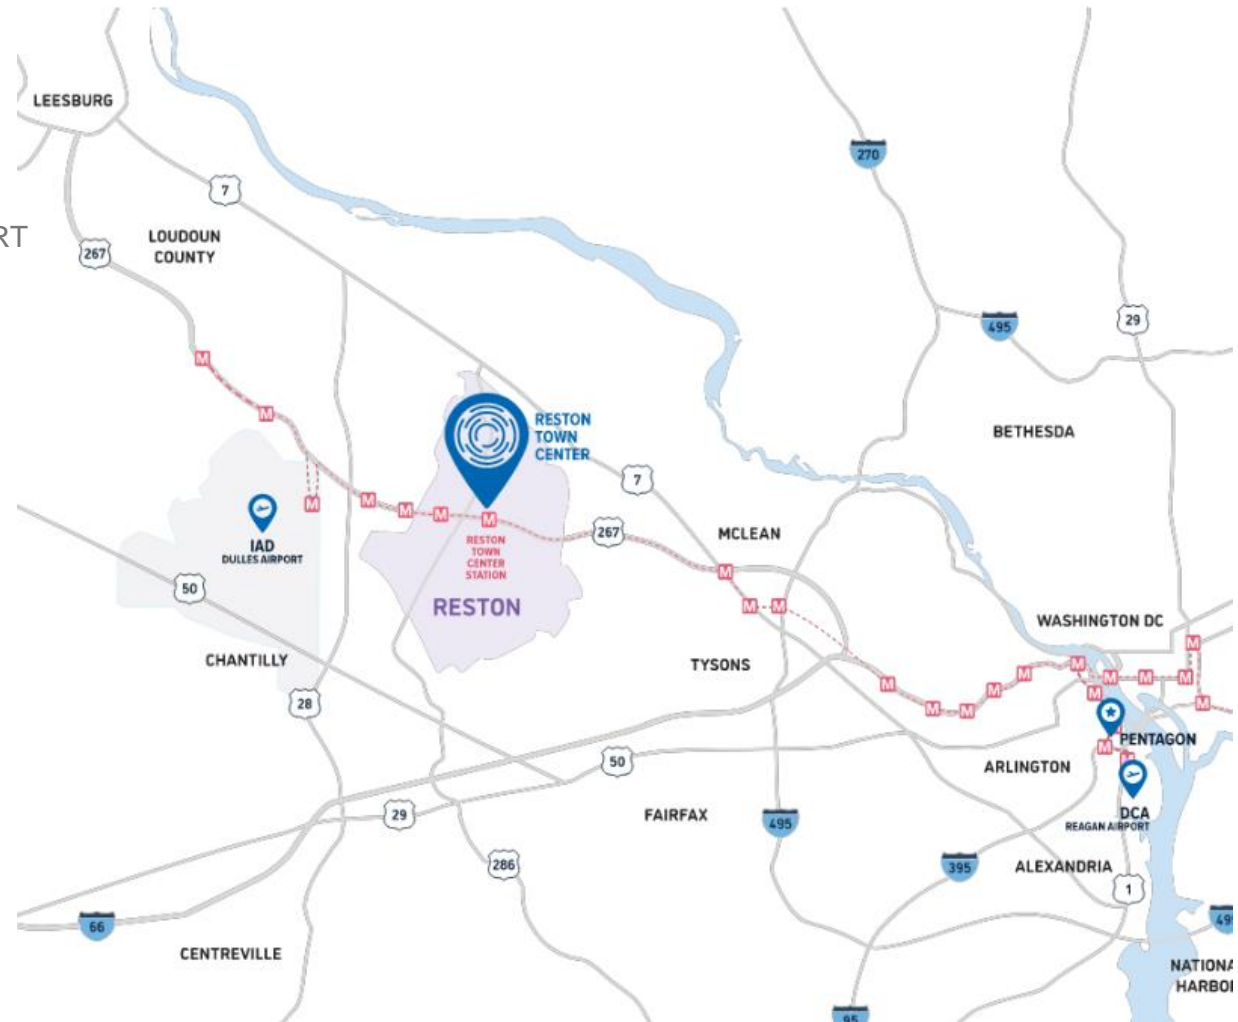 LEESBURG
270
7
RT
LOUDOUN
COUNTY
267
29
495
RESTON
TOWN
CENTER
BETHESDA
M
M
7
M
M
M
M
M
IAD
DULLES AIRPORT
RESTON
TOWN
CENTER
STATION
267
MCLEAN
M
50
RESTON
M
M
WASHINGTON DC
CHANTILLY
TYSONS
M
M
M
M
M
M
M
M
M
M
M
M
28
M
PENTAGON
M
M
50
ARLINGTON
DCA
REAGAN AIRPORT
29
FAIRFAX
495
286
395
ALEXANDRIA
1
66
495
CENTREVILLE
NATIONA
HARBO
95